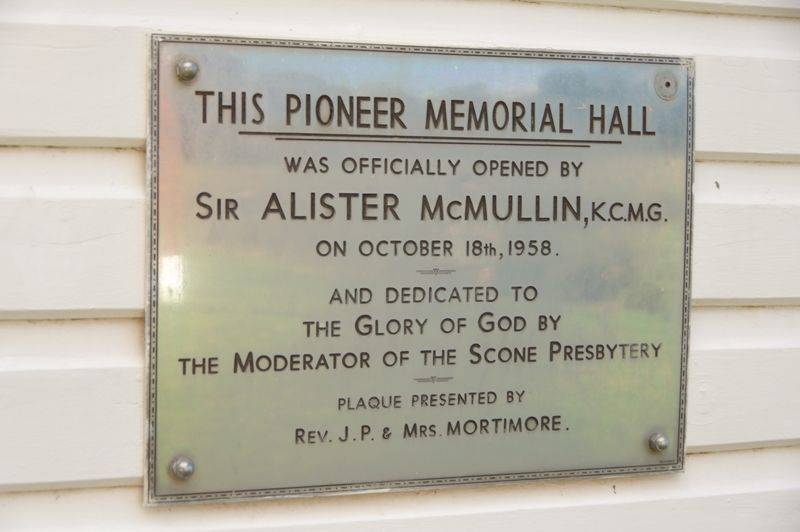 THIS PIONEER MEMORIAL HALL
WAS OFFICIALLY OPENED BY
SIR ALISTER McMULLIN, K.C.M.G.
ON OCTOBER 18th, 1958.
AND DEDICATED TO
THE GLORY OF GOD BY
THE MODERATOR OF THE SCONE PRESBYTERY
PLAQUE PRESENTED BY
REV. J.P. & MRS. MORTIMORE.